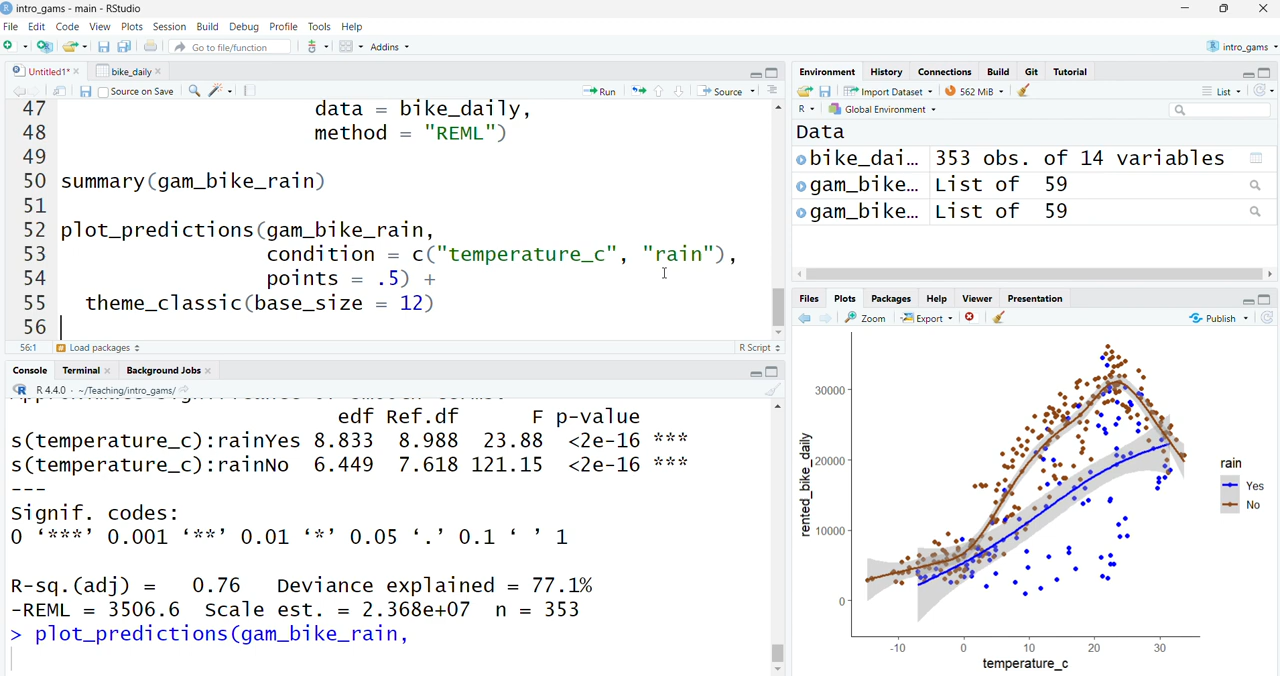 intro_gams - main - RStudio
File Edit Code View Plots Session Build Debug Profile Tools Help
Go to file/function Addins intro_gams
Untitled1* bike_daily
Source on Save Run Source
47 data = bike_daily,
48 method = "REML")
49
50 summary(gam_bike_rain)
51
52 plot_predictions(gam_bike_rain,
53 condition = c("temperature_c", "rain"),
54 points = .5) +
55 theme_classic(base_size = 12)
56
56:1 Load packages R Script
Console Terminal Background Jobs
R 4.4.0 · ~/Teaching/intro_gams/
edf Ref.df F p-value
s(temperature_c):rainYes 8.833 8.988 23.88 <2e-16 ***
s(temperature_c):rainNo 6.449 7.618 121.15 <2e-16 ***
---
Signif. codes:
0 ‘***’ 0.001 ‘**’ 0.01 ‘*’ 0.05 ‘.’ 0.1 ‘ ’ 1
R-sq.(adj) = 0.76 Deviance explained = 77.1%
-REML = 3506.6 Scale est. = 2.368e+07 n = 353
> plot_predictions(gam_bike_rain,
Environment History Connections Build Git Tutorial
Import Dataset 562 MiB List
R Global Environment
Data
bike_dai… 353 obs. of 14 variables
gam_bike… List of 59
gam_bike… List of 59
Files Plots Packages Help Viewer Presentation
Zoom Export Publish
30000
20000
10000
0
rented_bike_daily
-10 0 10 20 30
temperature_c
rain
Yes
No